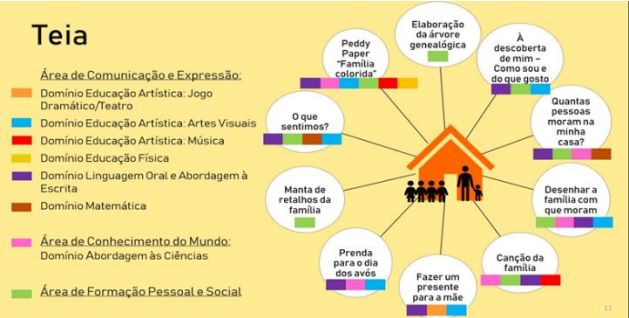 Teia
Área de Comunicação e Expressão:
Domínio Educação Artística: Jogo
Dramático/Teatro
Domínio Educação Artística: Artes Visuais
Domínio Educação Artística: Música
Domínio Educação Física
Domínio Linguagem Oral e Abordagem à
Escrita
Domínio Matemática
Área de Conhecimento do Mundo:
Domínio Abordagem às Ciências
Área de Formação Pessoal e Social
Elaboração
da árvore
genealógica
À
descoberta
de mim –
Como sou e
do que gosto
Quantas
pessoas
moram na
minha
casa?
Desenhar a
família com
que moram
Canção da
família
Fazer um
presente
para a mãe
Prenda
para o dia
dos avós
Manta de
retalhos da
família
O que
sentimos?
Peddy
Paper
"Família
colorida"
17